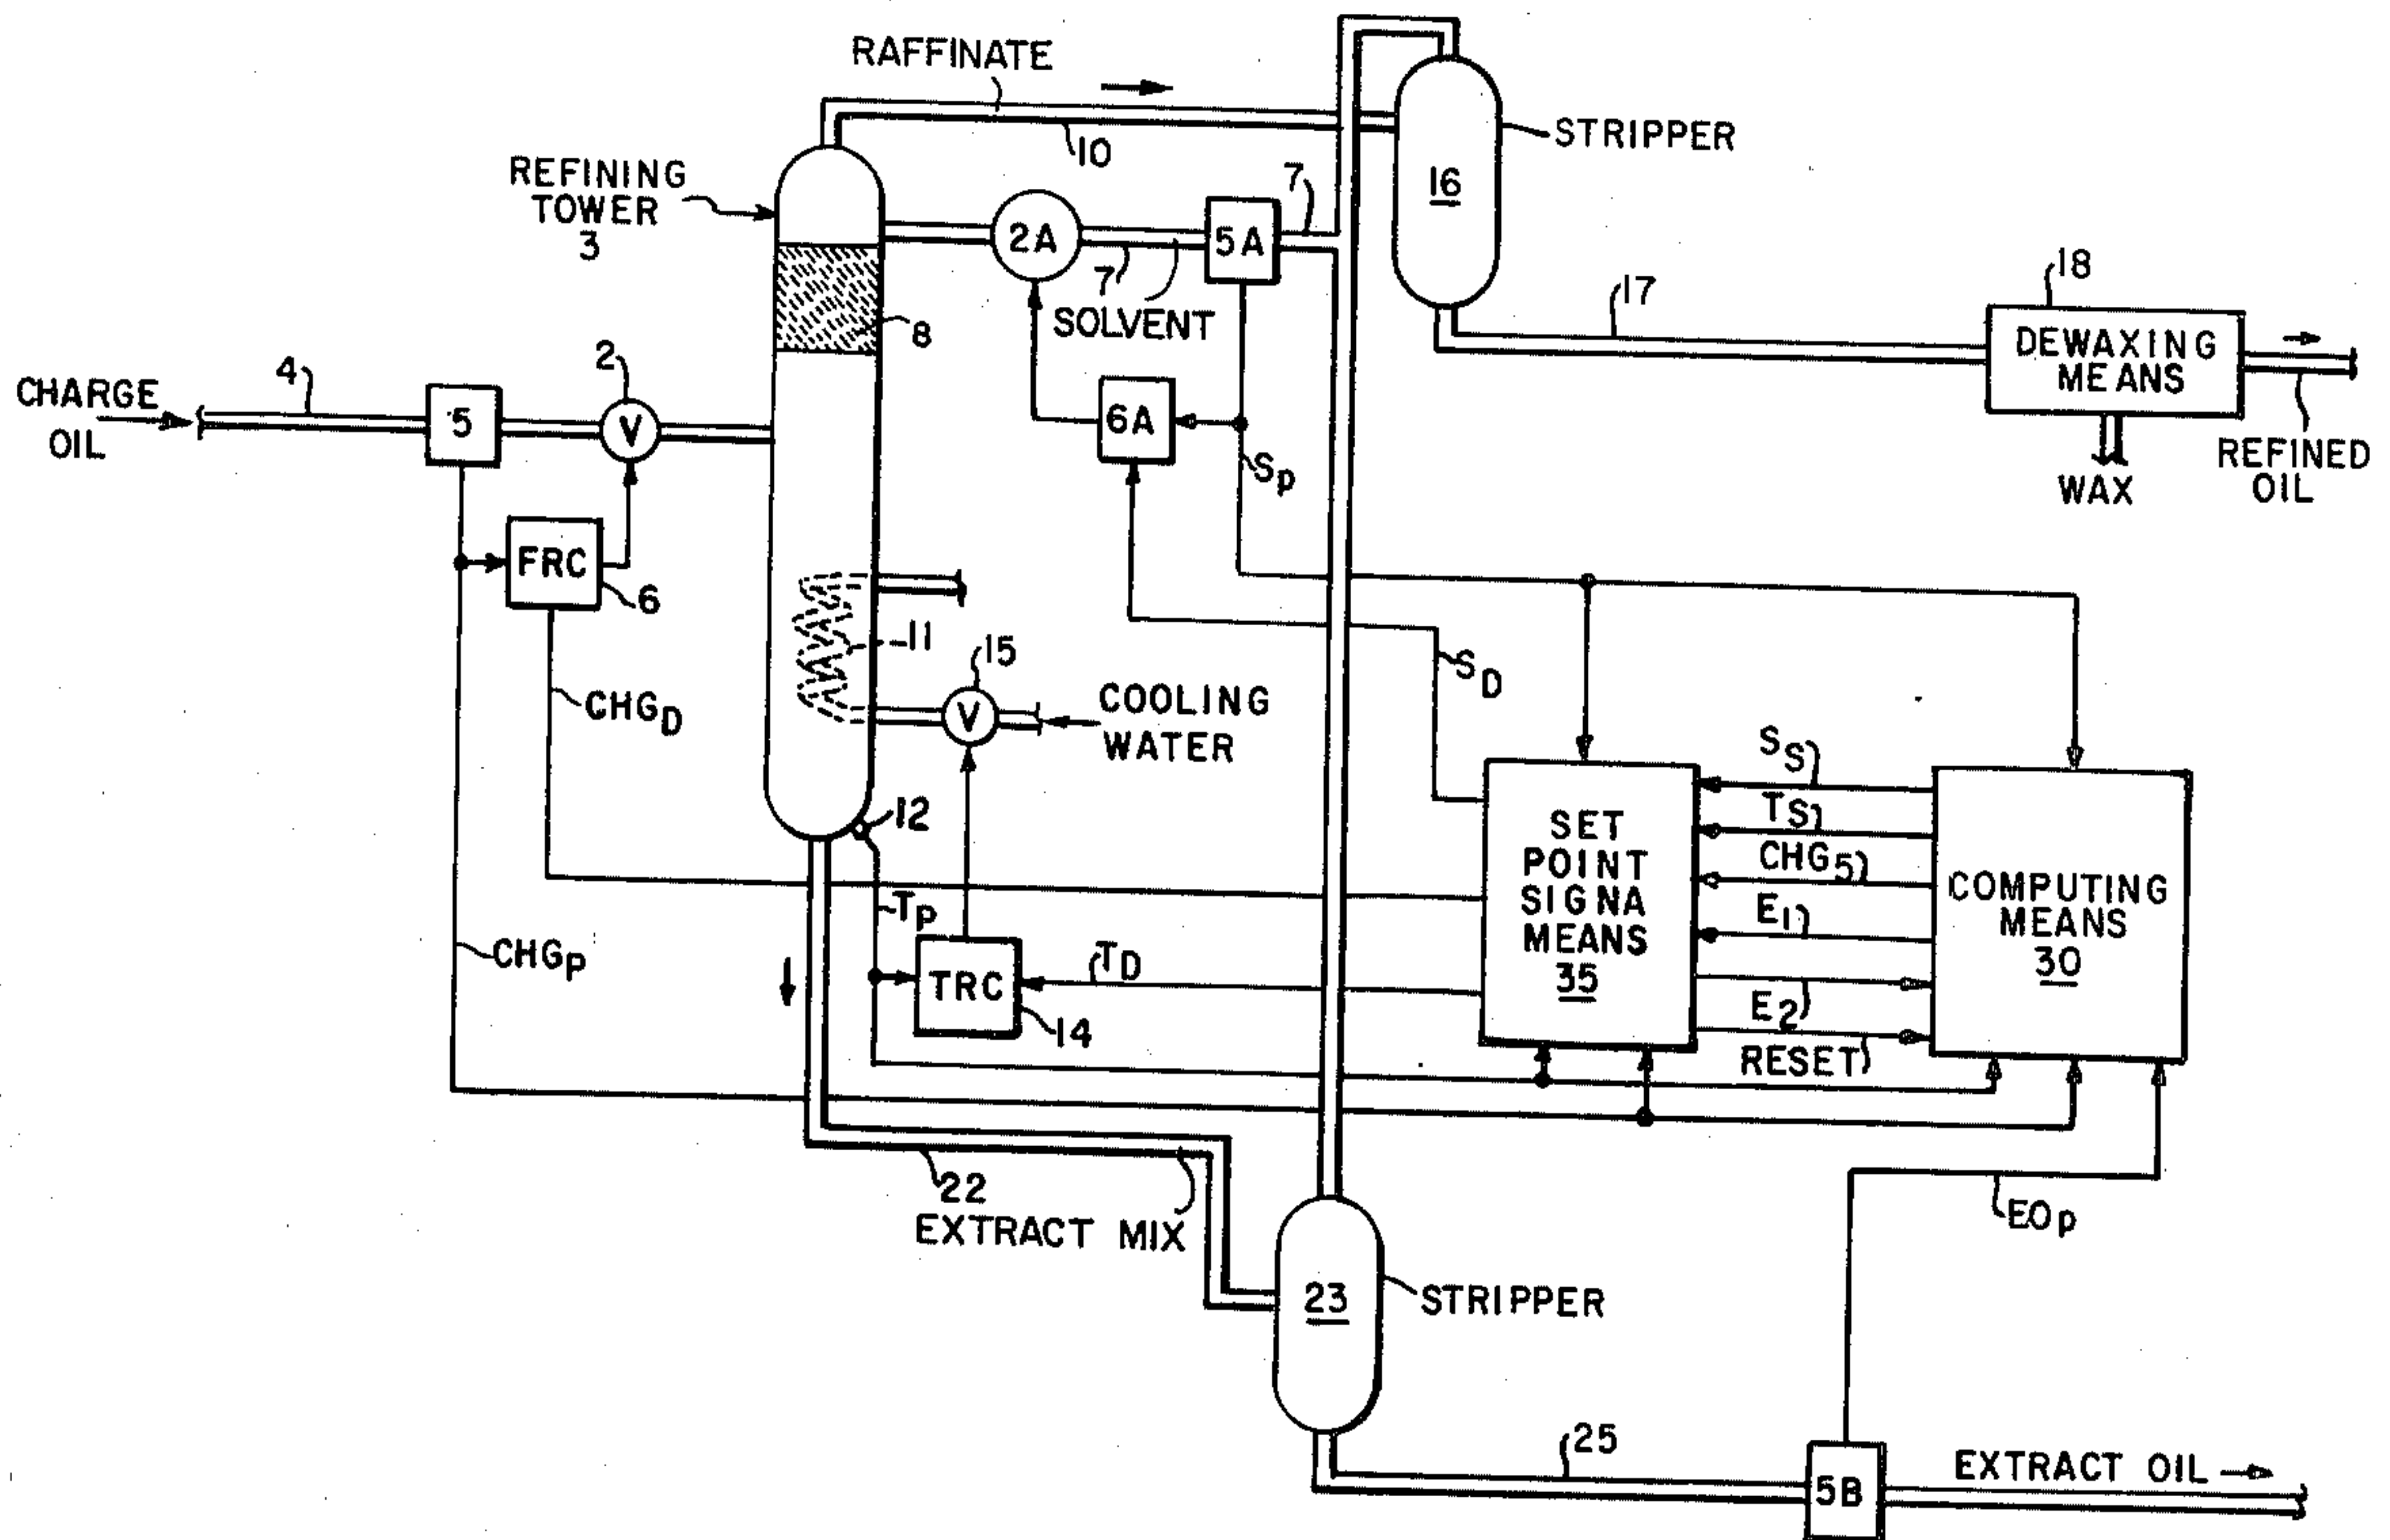 RAFFINATE
10
STRIPPER
16
REFINING
TOWER
3
2A
7
5A
7
SOLVENT
8
17
18
DEWAXING
MEANS
REFINED
OIL
WAX
CHARGE
OIL
4
5
2
V
6A
Sp
FRC
6
11
15
V
COOLING
WATER
SD
CHGD
12
Tp
CHGp
TRC
14
TD
SET
POINT
SIGNA
MEANS
35
SS
TS
CHG5
E1
E2
RESET
COMPUTING
MEANS
30
22
EXTRACT MIX
EOp
23
STRIPPER
25
5B
EXTRACT OIL